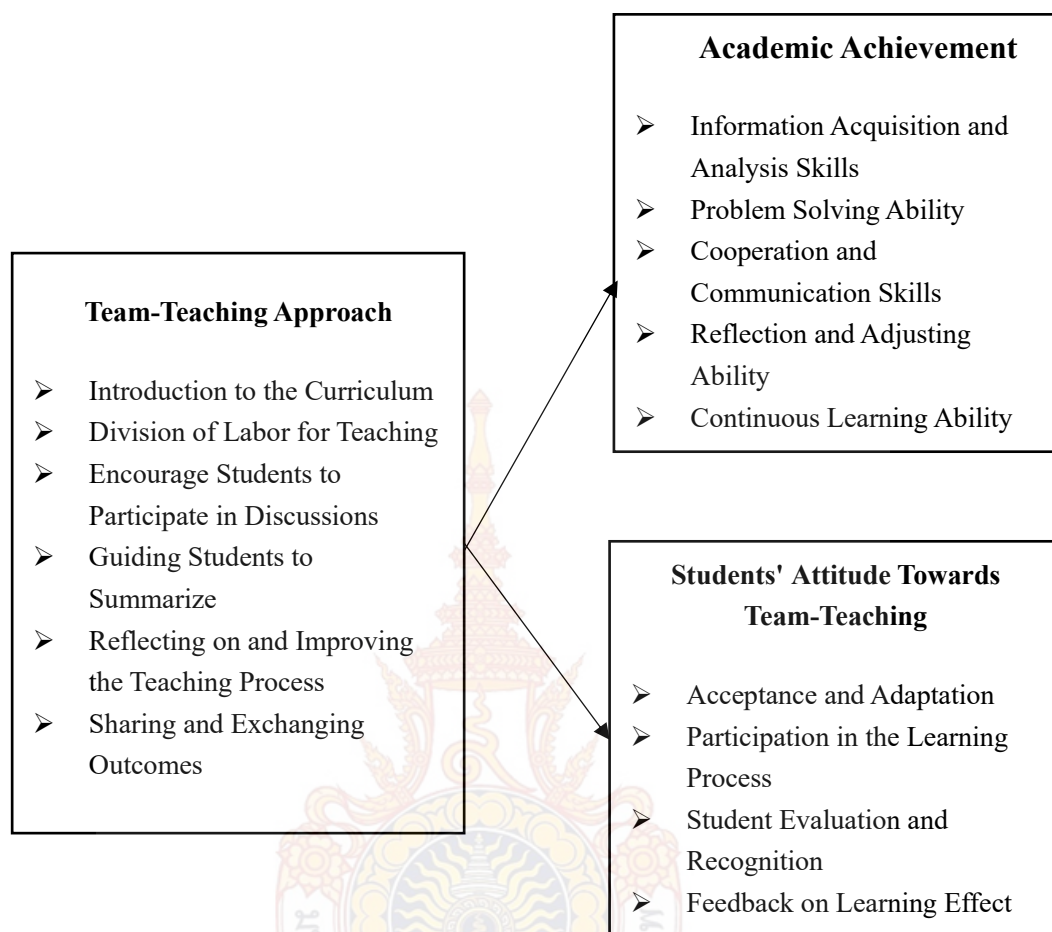 Academic Achievement
➢ Information Acquisition and
Analysis Skills
➢ Problem Solving Ability
➢ Cooperation and
Communication Skills
➢ Reflection and Adjusting
Ability
➢ Continuous Learning Ability
Team-Teaching Approach
➢ Introduction to the Curriculum
➢ Division of Labor for Teaching
➢ Encourage Students to
Participate in Discussions
➢ Guiding Students to
Summarize
➢ Reflecting on and Improving
the Teaching Process
➢ Sharing and Exchanging
Outcomes
Students' Attitude Towards
Team-Teaching
➢ Acceptance and Adaptation
➢ Participation in the Learning
Process
➢ Student Evaluation and
Recognition
➢ Feedback on Learning Effect